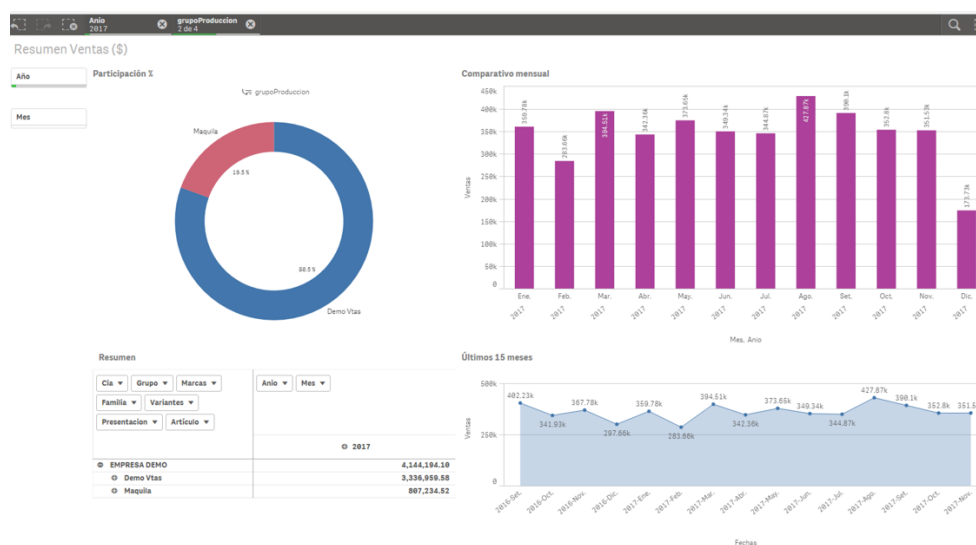 Anio
2017
grupoProduccion
2 de 4
Resumen Ventas ($)
Año
Mes
Participación %
grupoProduccion
Maquila
19.5 %
80.5 %
Demo Vtas
Comparativo mensual
Ventas
450k
400k
350k
300k
250k
200k
150k
100k
50k
0
359.78k
283.66k
394.51k
342.36k
373.65k
349.34k
344.87k
427.87k
390.1k
352.8k
351.53k
173.73k
Ene. Feb. Mar. Abr. May. Jun. Jul. Ago. Set. Oct. Nov. Dic.
2017 2017 2017 2017 2017 2017 2017 2017 2017 2017 2017 2017
Mes, Anio
Resumen
Cía Grupo Marcas
Familia Variantes
Presentacion Artículo
Anio Mes
2017
EMPRESA DEMO 4,144,194.10
Demo Vtas 3,336,959.58
Maquila 807,234.52
Últimos 15 meses
Ventas
500k
250k
0
402.23k
341.93k
367.78k
297.66k
359.78k
283.66k
394.51k
342.36k
373.65k
349.34k
344.87k
427.87k
390.1k
352.8k
351.5
2016-Set. 2016-Oct. 2016-Nov. 2016-Dic. 2017-Ene. 2017-Feb. 2017-Mar. 2017-Abr. 2017-May. 2017-Jun. 2017-Jul. 2017-Ago. 2017-Set. 2017-Oct. 2017-Nov.
Fechas